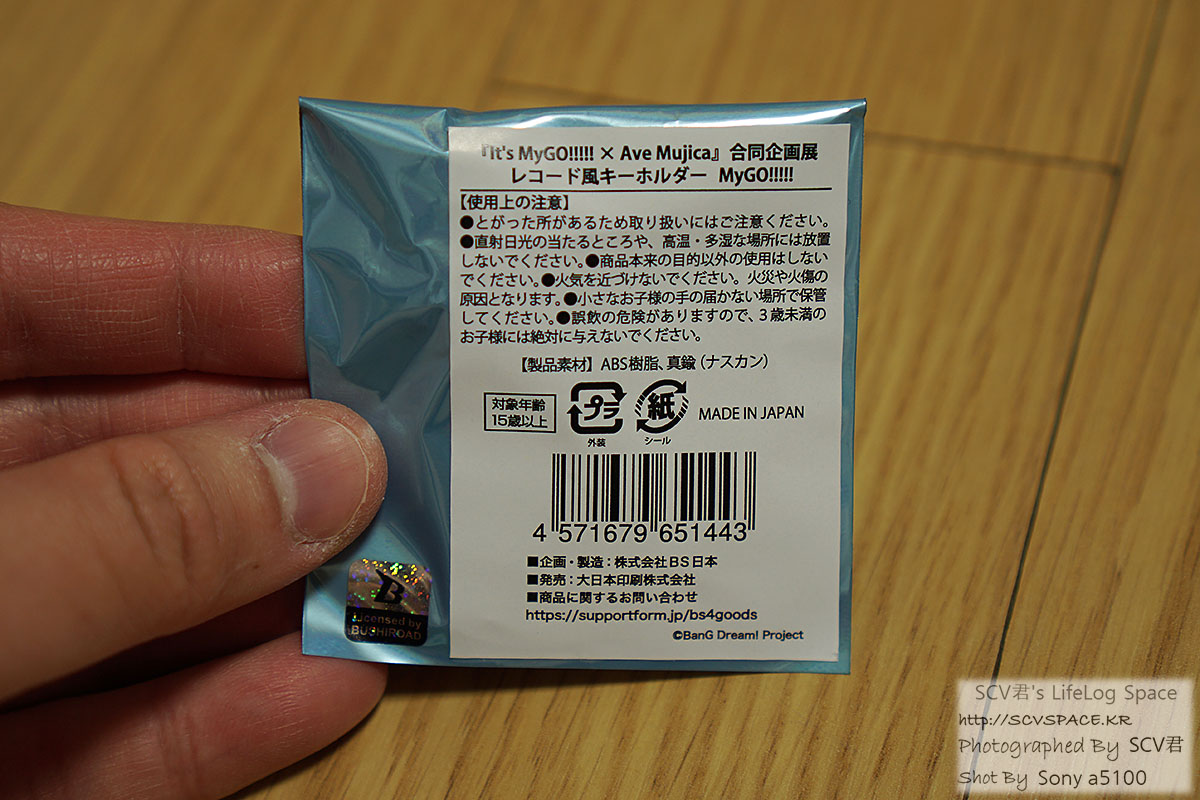 『It's MyGO!!!!! × Ave Mujica』合同企画展
レコード風キーホルダー MyGO!!!!!
【使用上の注意】
●とがった所があるため取り扱いにはご注意ください。
●直射日光の当たるところや、高温・多湿な場所には放置
しないでください。●商品本来の目的以外の使用はしない
でください。●火気を近づけないでください。火災や火傷の
原因となります。●小さなお子様の手の届かない場所で保管
してください。●誤飲の危険がありますので、3歳未満の
お子様には絶対に与えないでください。
【製品素材】ABS樹脂、真鍮(ナスカン)
対象年齢
15歳以上
プラ
外装
紙
シール
MADE IN JAPAN
4 571679 651443
■企画・製造:株式会社BS日本
■発売:大日本印刷株式会社
■商品に関するお問い合わせ
https://supportform.jp/bs4goods
©BanG Dream! Project
B
Licensed by
BUSHIROAD
SCV君's LifeLog Space
http://SCVSPACE.KR
Photographed By SCV君
Shot By Sony a5100